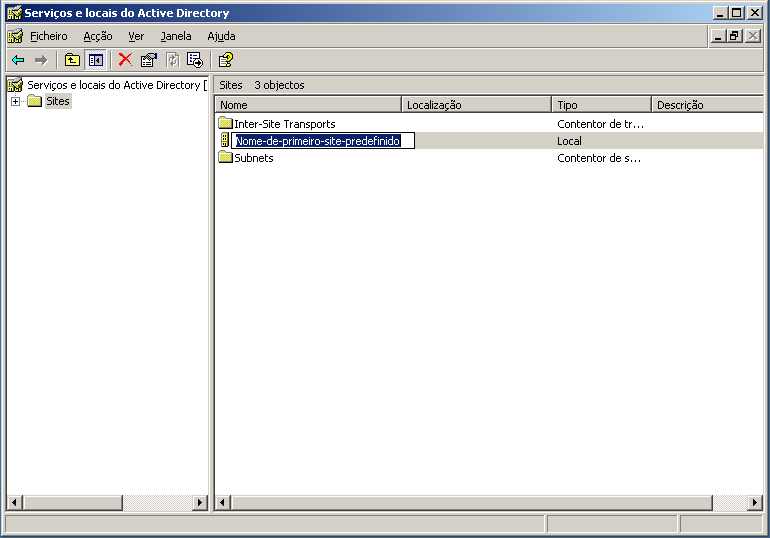 Serviços e locais do Active Directory
Ficheiro Acção Ver Janela Ajuda
Serviços e locais do Active Directory [
Sites
Sites 3 objectos
Nome Localização Tipo Descrição
Inter-Site Transports Contentor de tr...
Nome-de-primeiro-site-predefinido Local
Subnets Contentor de s...